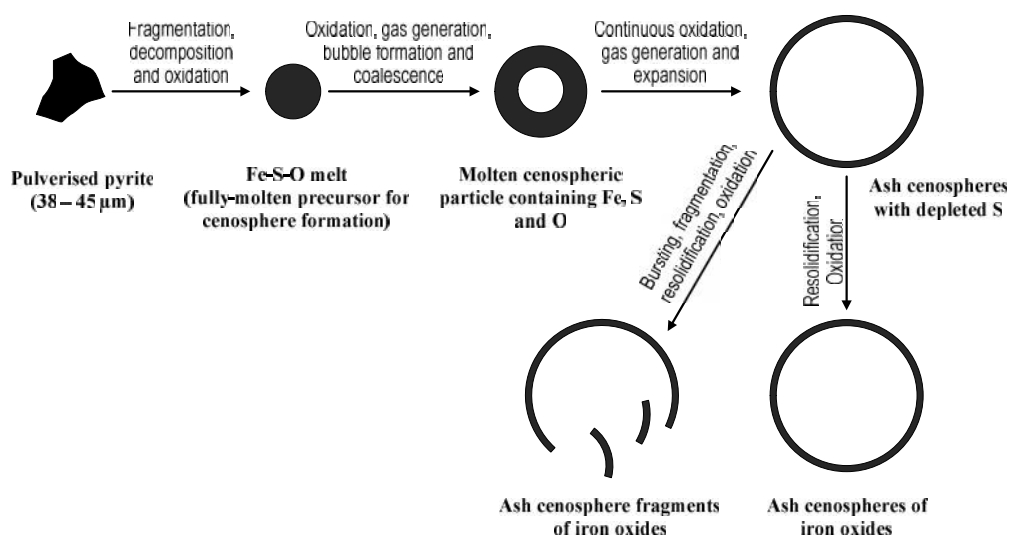 Fragmentation,
decomposition
and oxidation
Oxidation, gas generation,
bubble formation and
coalescence
Continuous oxidation,
gas generation and
expansion
Pulverised pyrite
(38–45 µm)
Fe-S-O melt
(fully-molten precursor for
cenosphere formation)
Molten cenospheric
particle containing Fe, S
and O
Ash cenospheres
with depleted S
Bursting, fragmentation,
resolidification, oxidation
Resolidification,
Oxidation
Ash cenosphere fragments
of iron oxides
Ash cenospheres of
iron oxides